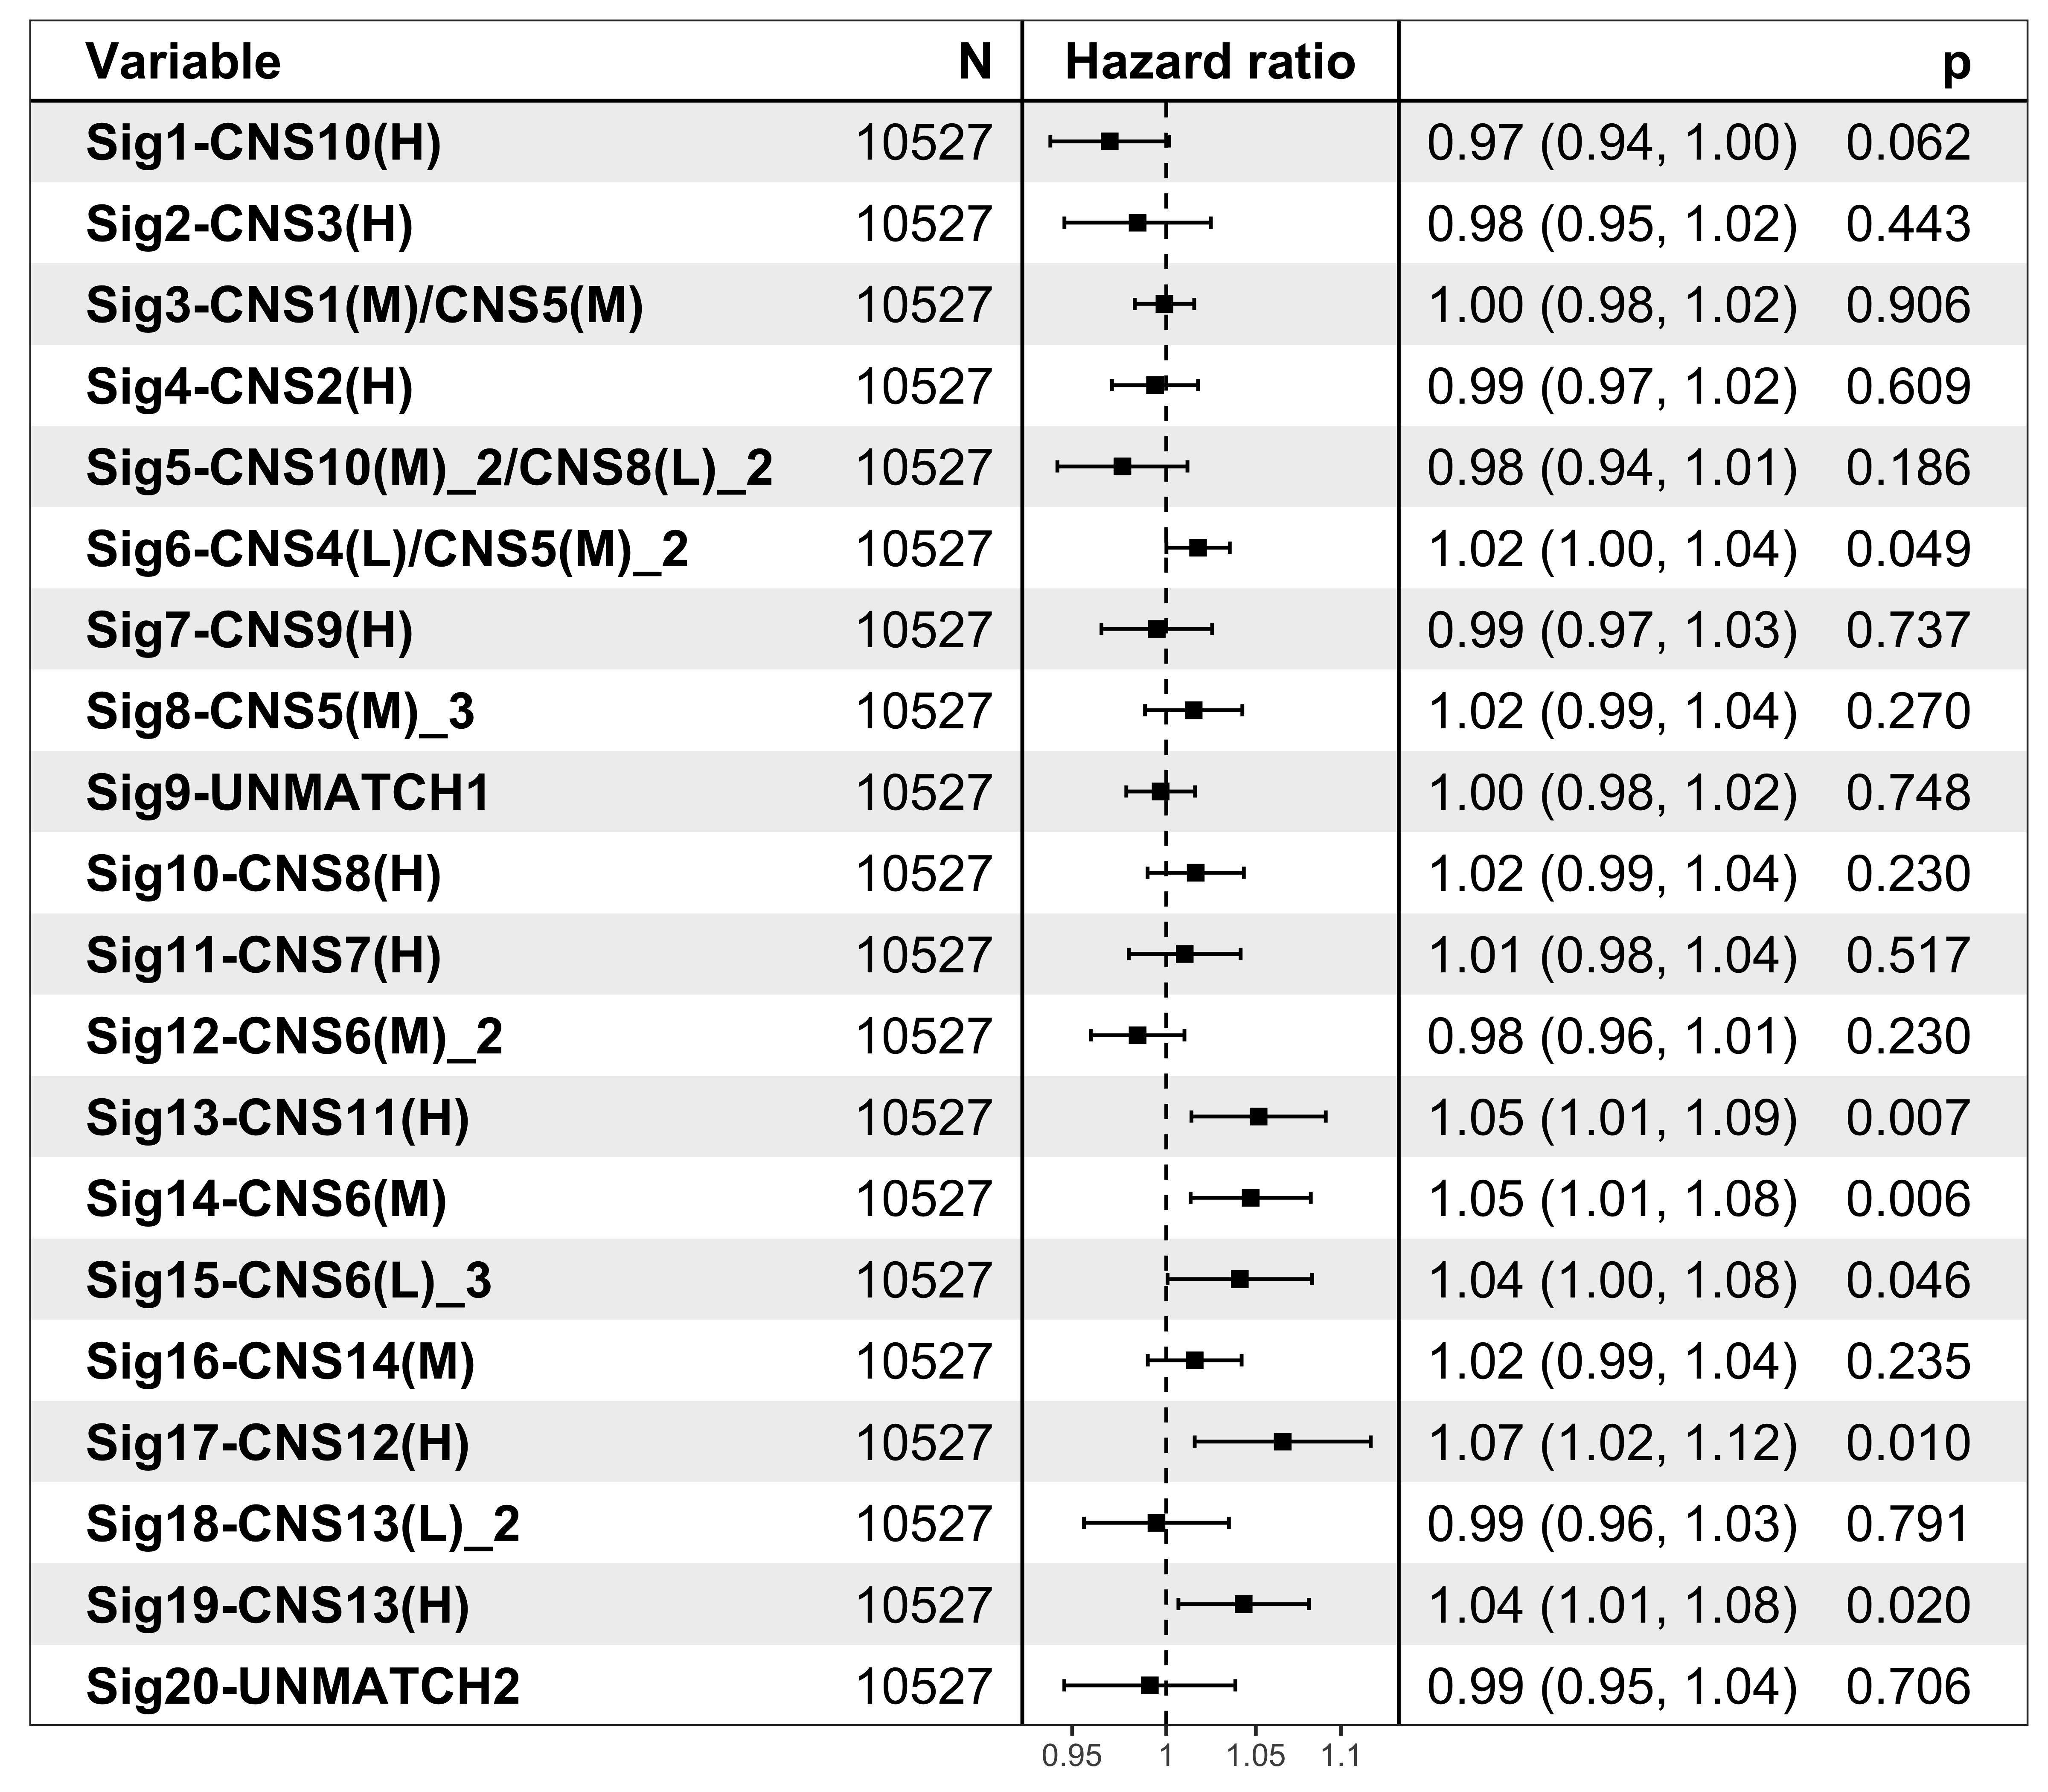 Variable N Hazard ratio p
Sig1-CNS10(H) 10527 0.97 (0.94, 1.00) 0.062
Sig2-CNS3(H) 10527 0.98 (0.95, 1.02) 0.443
Sig3-CNS1(M)/CNS5(M) 10527 1.00 (0.98, 1.02) 0.906
Sig4-CNS2(H) 10527 0.99 (0.97, 1.02) 0.609
Sig5-CNS10(M)_2/CNS8(L)_2 10527 0.98 (0.94, 1.01) 0.186
Sig6-CNS4(L)/CNS5(M)_2 10527 1.02 (1.00, 1.04) 0.049
Sig7-CNS9(H) 10527 0.99 (0.97, 1.03) 0.737
Sig8-CNS5(M)_3 10527 1.02 (0.99, 1.04) 0.270
Sig9-UNMATCH1 10527 1.00 (0.98, 1.02) 0.748
Sig10-CNS8(H) 10527 1.02 (0.99, 1.04) 0.230
Sig11-CNS7(H) 10527 1.01 (0.98, 1.04) 0.517
Sig12-CNS6(M)_2 10527 0.98 (0.96, 1.01) 0.230
Sig13-CNS11(H) 10527 1.05 (1.01, 1.09) 0.007
Sig14-CNS6(M) 10527 1.05 (1.01, 1.08) 0.006
Sig15-CNS6(L)_3 10527 1.04 (1.00, 1.08) 0.046
Sig16-CNS14(M) 10527 1.02 (0.99, 1.04) 0.235
Sig17-CNS12(H) 10527 1.07 (1.02, 1.12) 0.010
Sig18-CNS13(L)_2 10527 0.99 (0.96, 1.03) 0.791
Sig19-CNS13(H) 10527 1.04 (1.01, 1.08) 0.020
Sig20-UNMATCH2 10527 0.99 (0.95, 1.04) 0.706
0.95 1 1.05 1.1